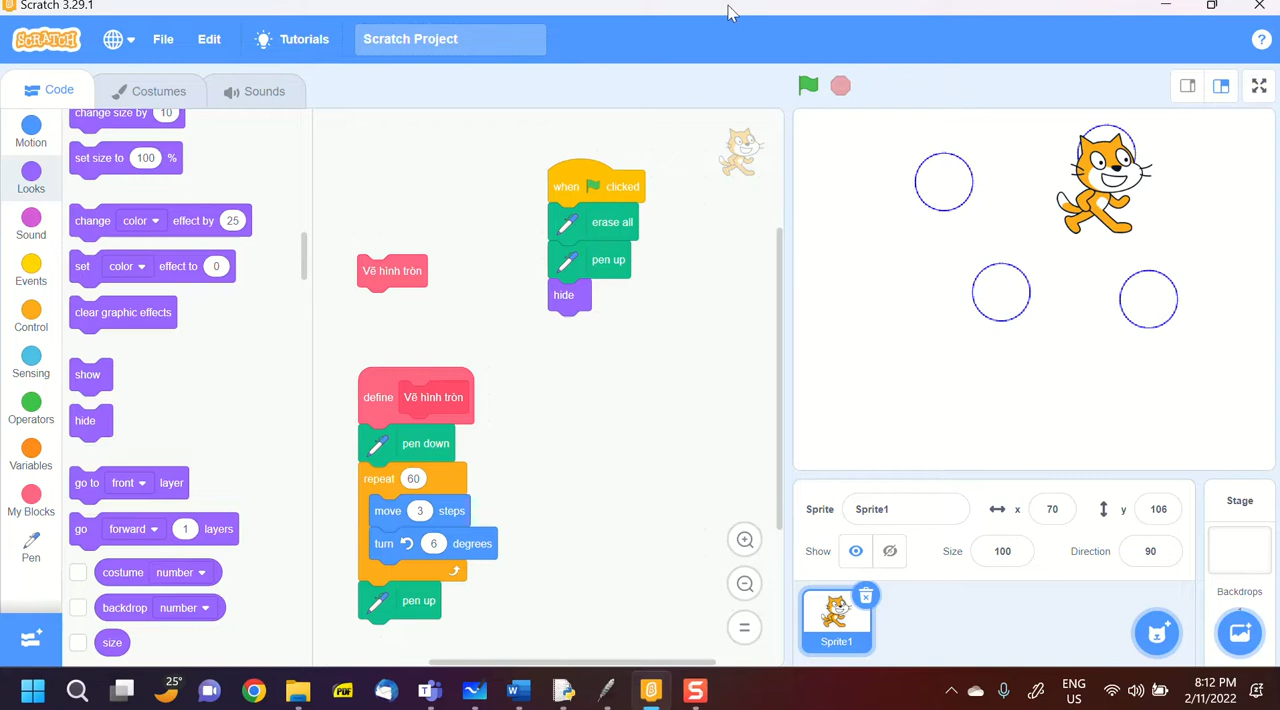 Scratch 3.29.1
SCRATCH File Edit Tutorials Scratch Project ?
Code Costumes Sounds
Motion
Looks
Sound
Events
Control
Sensing
Operators
Variables
My Blocks
Pen
change size by 10
set size to 100 %
change color effect by 25
set color effect to 0
clear graphic effects
show
hide
go to front layer
go forward 1 layers
costume number
backdrop number
size
when clicked
erase all
pen up
hide
Vẽ hình tròn
define Vẽ hình tròn
pen down
repeat 60
move 3 steps
turn 6 degrees
pen up
Sprite Sprite1 x 70 y 106
Show Size 100 Direction 90
Sprite1
Stage
Backdrops
25°
PDF
W
S
ENG
US
8:12 PM
2/11/2022